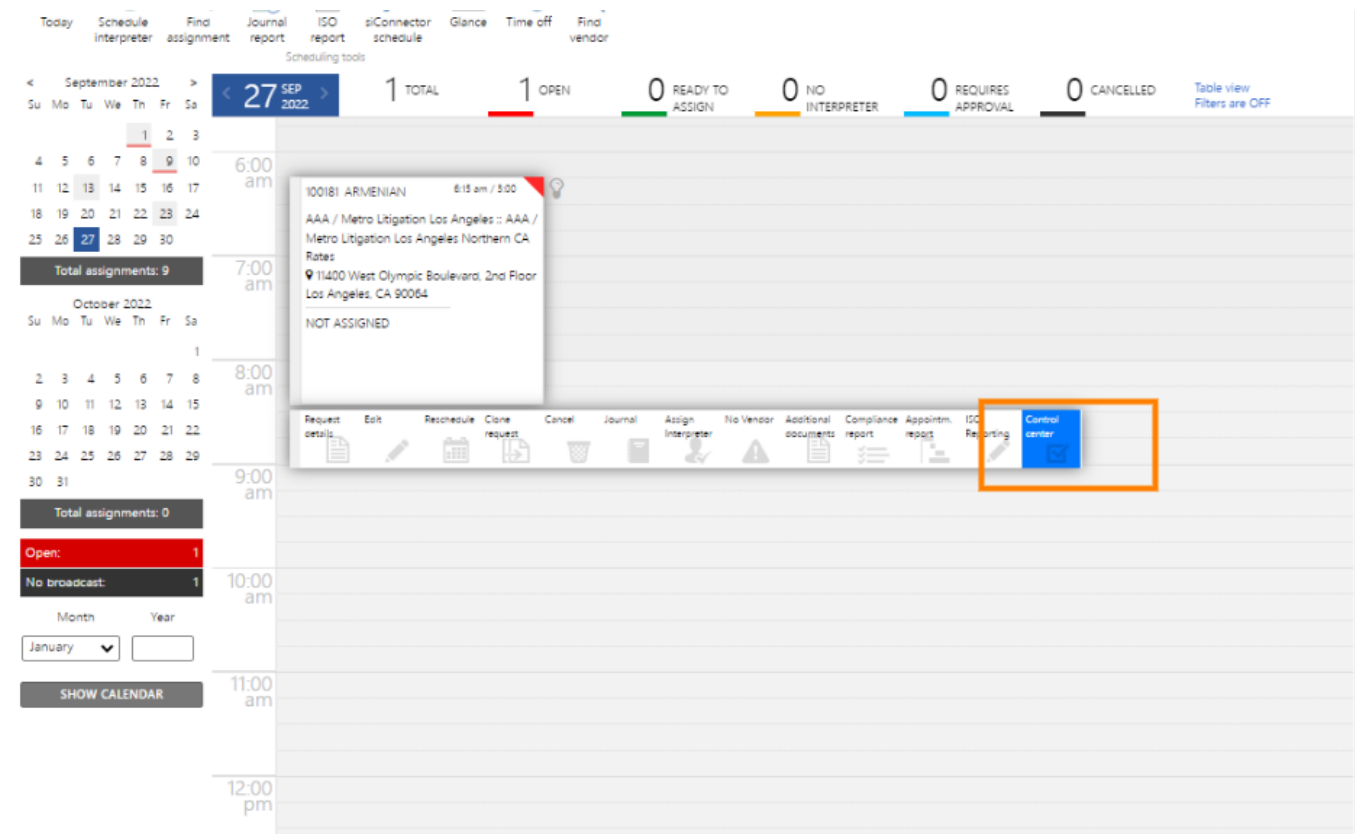 Today Schedule Find Journal ISO siConnector Glance Time off Find
interpreter assignment report report schedule vendor
Scheduling tools
< September 2022 >
Su Mo Tu We Th Fr Sa
1 2 3
4 5 6 7 8 9 10
11 12 13 14 15 16 17
18 19 20 21 22 23 24
25 26 27 28 29 30
Total assignments: 9
October 2022
Su Mo Tu We Th Fr Sa
1
2 3 4 5 6 7 8
9 10 11 12 13 14 15
16 17 18 19 20 21 22
23 24 25 26 27 28 29
30 31
Total assignments: 0
Open: 1
No broadcast: 1
Month Year
January
SHOW CALENDAR
< 27 SEP 2022 >
1 TOTAL
1 OPEN
0 READY TO ASSIGN
0 NO INTERPRETER
0 REQUIRES APPROVAL
0 CANCELLED
Table view
Filters are OFF
6:00 am
100181 ARMENIAN 6:15 am / 3:00
AAA / Metro Litigation Los Angeles :: AAA /
Metro Litigation Los Angeles Northern CA
Rates
11400 West Olympic Boulevard, 2nd Floor
Los Angeles, CA 90064
NOT ASSIGNED
7:00 am
8:00 am
Request details
Edit
Reschedule
Clone request
Cancel
Journal
Assign Interpreter
No Vendor
Additional documents
Compliance report
Appointm. report
ISO Reporting
Control center
9:00 am
10:00 am
11:00 am
12:00 pm